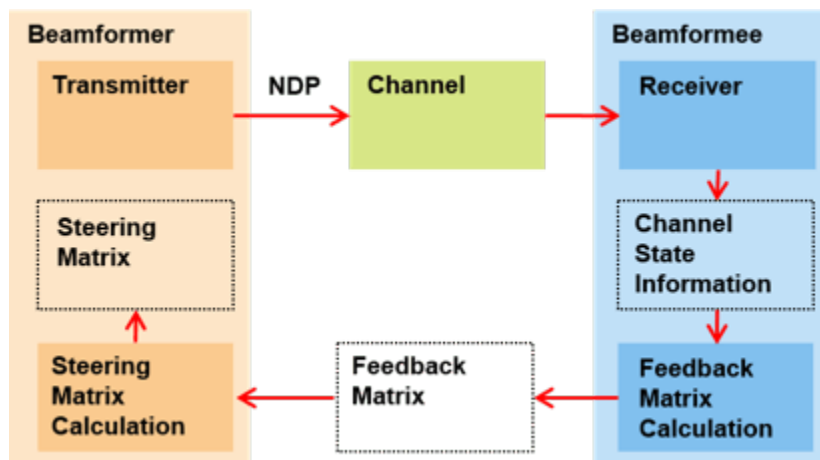 Beamformer
Beamformee
Transmitter
NDP
Channel
Receiver
Steering
Matrix
Channel
State
Information
Steering
Matrix
Calculation
Feedback
Matrix
Feedback
Matrix
Calculation